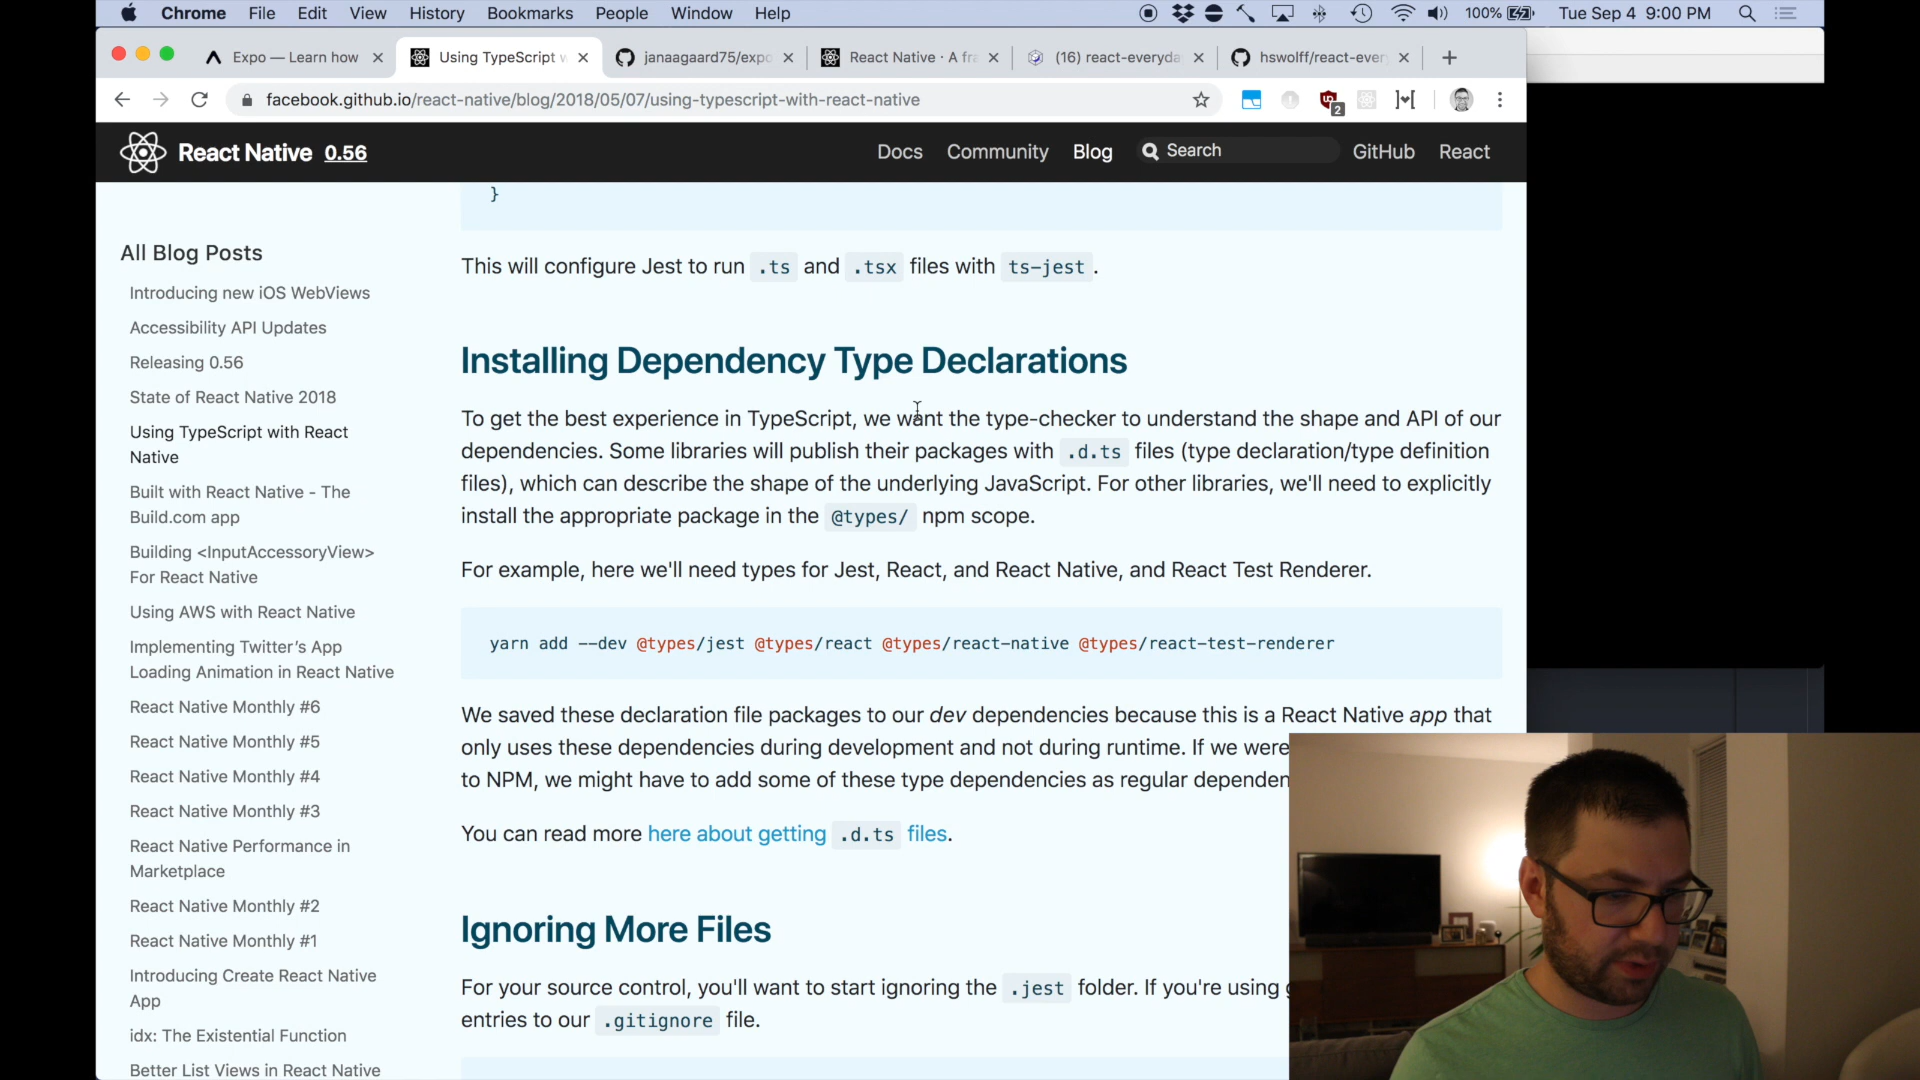 Chrome File Edit View History Bookmarks People Window Help 100% Tue Sep 4 9:00 PM
Expo — Learn how
Using TypeScript w
janaagaard75/expo
React Native · A fra
(16) react-everyda
hswolff/react-ever
facebook.github.io/react-native/blog/2018/05/07/using-typescript-with-react-native
2
React Native 0.56 Docs Community Blog Search GitHub React
All Blog Posts
Introducing new iOS WebViews
Accessibility API Updates
Releasing 0.56
State of React Native 2018
Using TypeScript with React
Native
Built with React Native - The
Build.com app
Building <InputAccessoryView>
For React Native
Using AWS with React Native
Implementing Twitter’s App
Loading Animation in React Native
React Native Monthly #6
React Native Monthly #5
React Native Monthly #4
React Native Monthly #3
React Native Performance in
Marketplace
React Native Monthly #2
React Native Monthly #1
Introducing Create React Native
App
idx: The Existential Function
Better List Views in React Native
}
This will configure Jest to run .ts and .tsx files with ts-jest.
Installing Dependency Type Declarations
To get the best experience in TypeScript, we want the type-checker to understand the shape and API of our
dependencies. Some libraries will publish their packages with .d.ts files (type declaration/type definition
files), which can describe the shape of the underlying JavaScript. For other libraries, we'll need to explicitly
install the appropriate package in the @types/ npm scope.
For example, here we'll need types for Jest, React, and React Native, and React Test Renderer.
yarn add --dev @types/jest @types/react @types/react-native @types/react-test-renderer
We saved these declaration file packages to our dev dependencies because this is a React Native app that
only uses these dependencies during development and not during runtime. If we were
to NPM, we might have to add some of these type dependencies as regular dependen
You can read more here about getting .d.ts files.
Ignoring More Files
For your source control, you'll want to start ignoring the .jest folder. If you're using
entries to our .gitignore file.